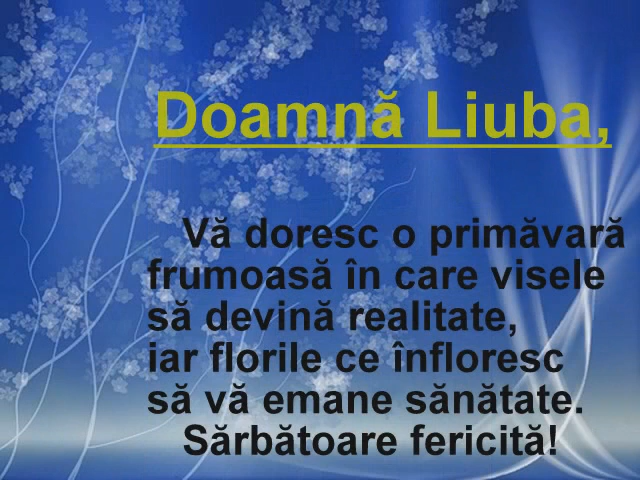 Doamnă Liuba,
Vă doresc o primăvară
frumoasă în care visele
să devină realitate,
iar florile ce înfloresc
să vă emane sănătate.
Sărbătoare fericită!